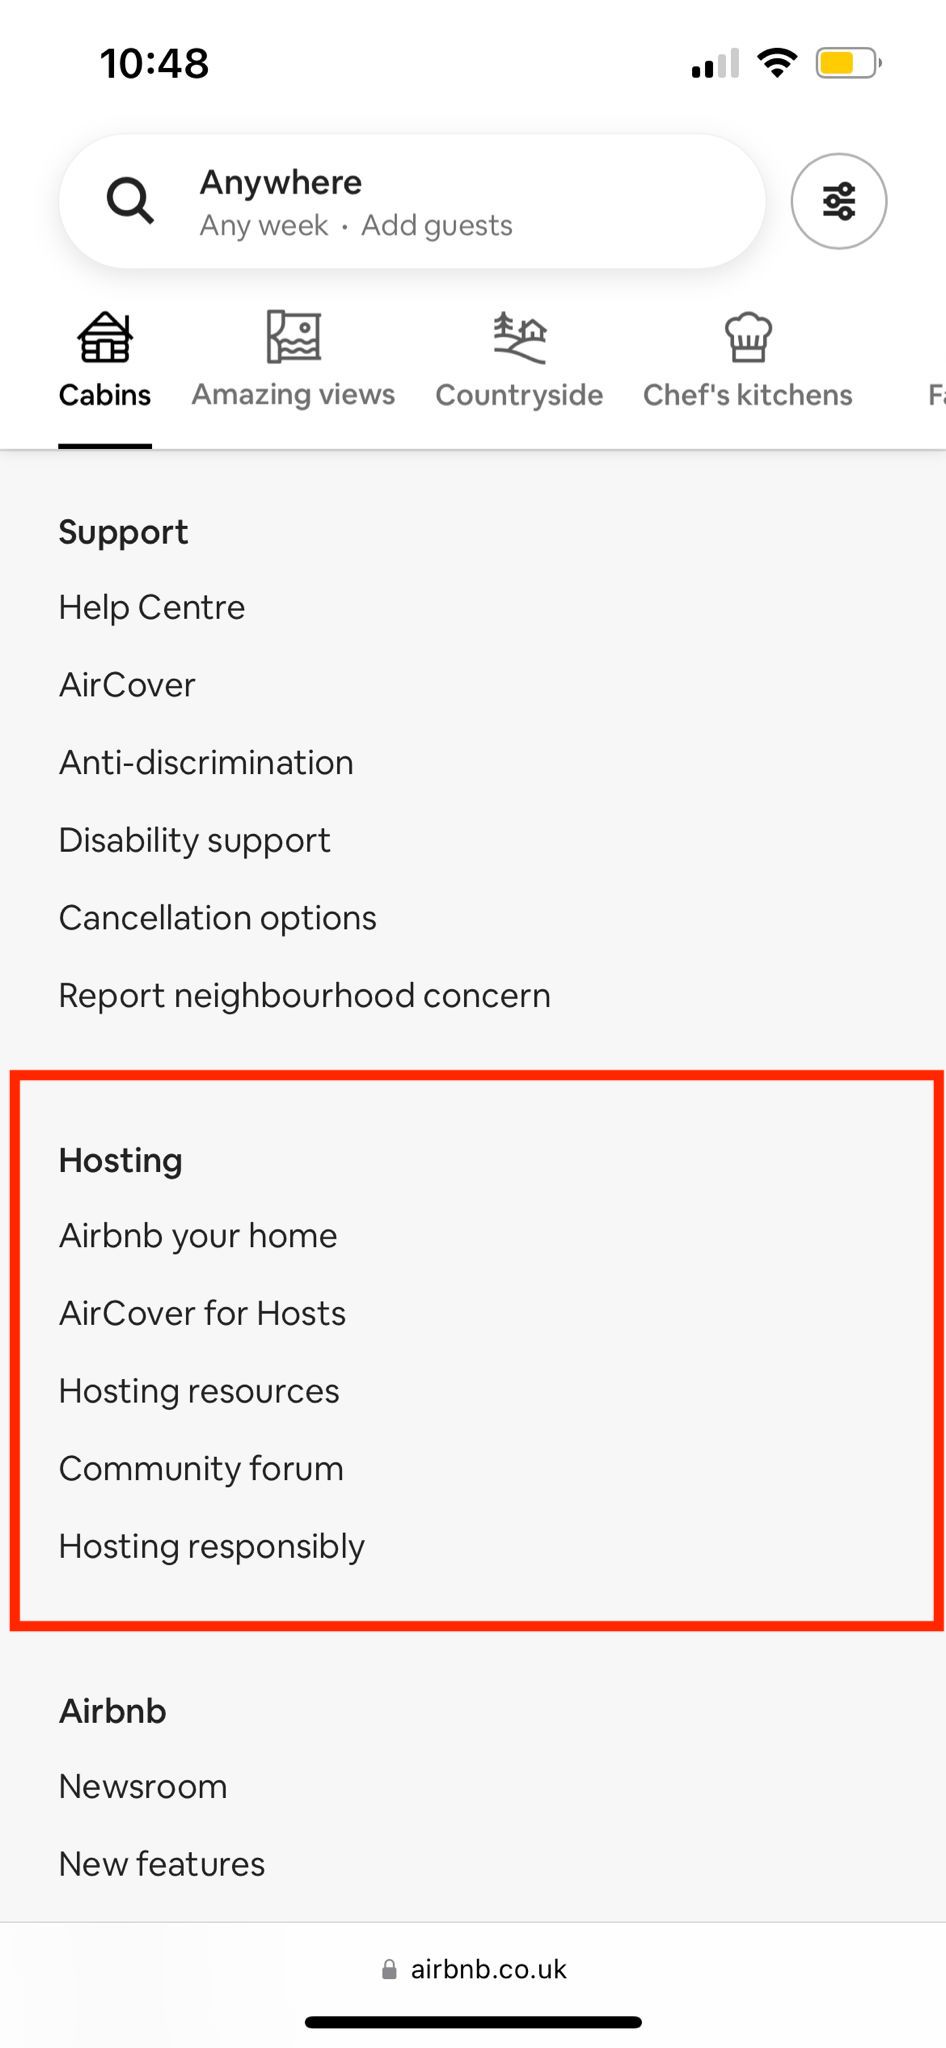 10:48
Anywhere
Any week · Add guests
Cabins
Amazing views
Countryside
Chef's kitchens
Support
Help Centre
AirCover
Anti-discrimination
Disability support
Cancellation options
Report neighbourhood concern
Hosting
Airbnb your home
AirCover for Hosts
Hosting resources
Community forum
Hosting responsibly
Airbnb
Newsroom
New features
airbnb.co.uk